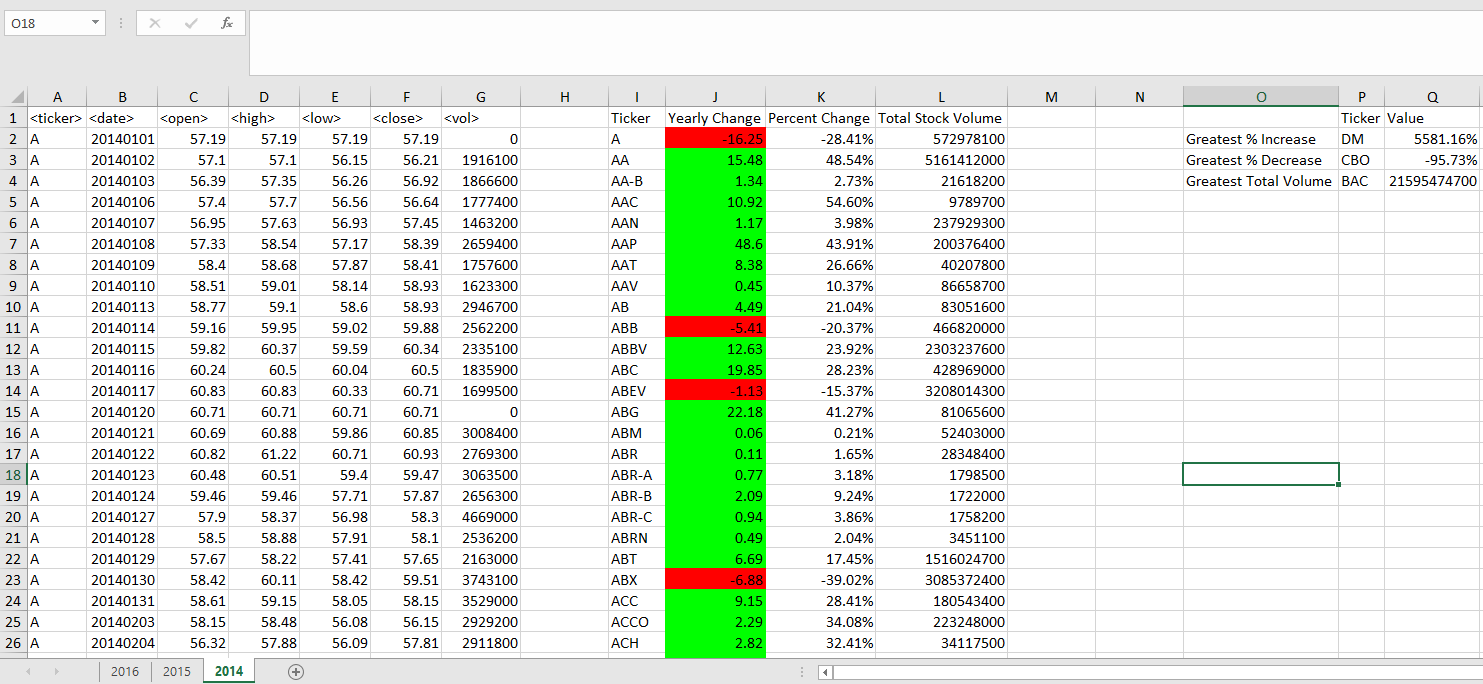 O18 fx
A B C D E F G H I J K L M N O P Q
1 <ticker> <date> <open> <high> <low> <close> <vol> Ticker Yearly Change Percent Change Total Stock Volume Ticker Value
2 A 20140101 57.19 57.19 57.19 57.19 0 A -16.25 -28.41% 572978100 Greatest % Increase DM 5581.16%
3 A 20140102 57.1 57.1 56.15 56.21 1916100 AA 15.48 48.54% 5161412000 Greatest % Decrease CBO -95.73%
4 A 20140103 56.39 57.35 56.26 56.92 1866600 AA-B 1.34 2.73% 21618200 Greatest Total Volume BAC 21595474700
5 A 20140106 57.4 57.7 56.56 56.64 1777400 AAC 10.92 54.60% 9789700
6 A 20140107 56.95 57.63 56.93 57.45 1463200 AAN 1.17 3.98% 237929300
7 A 20140108 57.33 58.54 57.17 58.39 2659400 AAP 48.6 43.91% 200376400
8 A 20140109 58.4 58.68 57.87 58.41 1757600 AAT 8.38 26.66% 40207800
9 A 20140110 58.51 59.01 58.14 58.93 1623300 AAV 0.45 10.37% 86658700
10 A 20140113 58.77 59.1 58.6 58.93 2946700 AB 4.49 21.04% 83051600
11 A 20140114 59.16 59.95 59.02 59.88 2562200 ABB -5.41 -20.37% 466820000
12 A 20140115 59.82 60.37 59.59 60.34 2335100 ABBV 12.63 23.92% 2303237600
13 A 20140116 60.24 60.5 60.04 60.5 1835900 ABC 19.85 28.23% 428969000
14 A 20140117 60.83 60.83 60.33 60.71 1699500 ABEV -1.13 -15.37% 3208014300
15 A 20140120 60.71 60.71 60.71 60.71 0 ABG 22.18 41.27% 81065600
16 A 20140121 60.69 60.88 59.86 60.85 3008400 ABM 0.06 0.21% 52403000
17 A 20140122 60.82 61.22 60.71 60.93 2769300 ABR 0.11 1.65% 28348400
18 A 20140123 60.48 60.51 59.4 59.47 3063500 ABR-A 0.77 3.18% 1798500
19 A 20140124 59.46 59.46 57.71 57.87 2656300 ABR-B 2.09 9.24% 1722000
20 A 20140127 57.9 58.37 56.98 58.3 4669000 ABR-C 0.94 3.86% 1758200
21 A 20140128 58.5 58.88 57.91 58.1 2536200 ABRN 0.49 2.04% 3451100
22 A 20140129 57.67 58.22 57.41 57.65 2163000 ABT 6.69 17.45% 1516024700
23 A 20140130 58.42 60.11 58.42 59.51 3743100 ABX -6.88 -39.02% 3085372400
24 A 20140131 58.61 59.15 58.05 58.15 3529000 ACC 9.15 28.41% 180543400
25 A 20140203 58.15 58.48 56.08 56.15 2929200 ACCO 2.29 34.08% 223248000
26 A 20140204 56.32 57.88 56.09 57.81 2911800 ACH 2.82 32.41% 34117500
2016 2015 2014